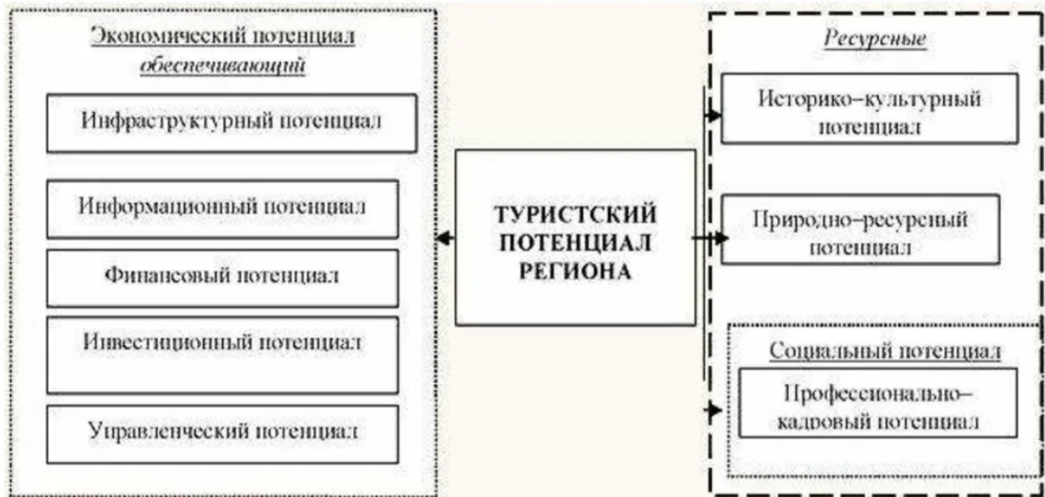 Экономический потенциал
обеспечивающий
Инфраструктурный потенциал
Информационный потенциал
Финансовый потенциал
Инвестиционный потенциал
Управленческий потенциал
ТУРИСТСКИЙ
ПОТЕНЦИАЛ
РЕГИОНА
Ресурсные
Историко–культурный
потенциал
Природно–ресурсный
потенциал
Социальный потенциал
Профессионально–
кадровый потенциал